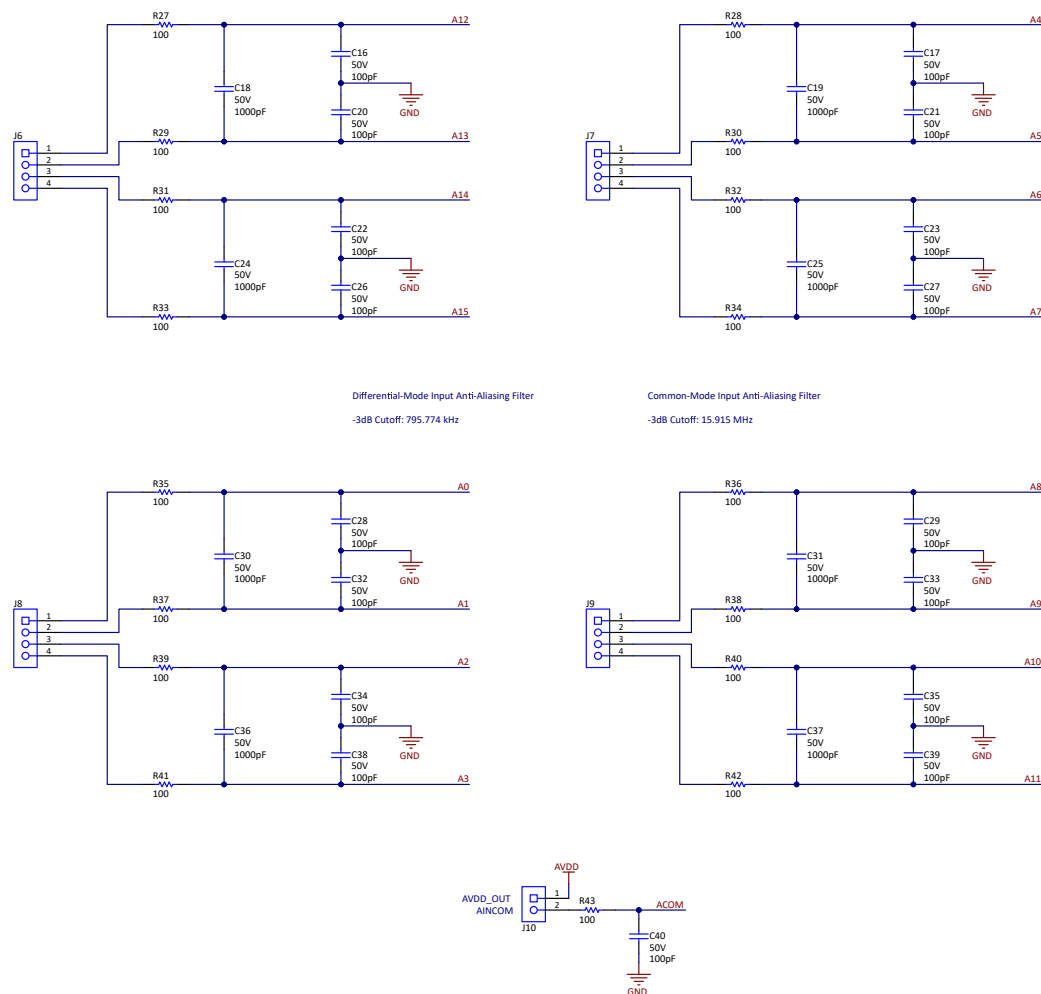 R27
100
A12
C16
50V
100pF
C18
50V
1000pF
GND
C20
50V
100pF
J6
R29
100
A13
1
2
3
4
R31
100
A14
C22
50V
100pF
C24
50V
1000pF
GND
C26
50V
100pF
R33
100
A15
R28
100
A4
C17
50V
100pF
C19
50V
1000pF
GND
C21
50V
100pF
J7
R30
100
A5
1
2
3
4
R32
100
A6
C23
50V
100pF
C25
50V
1000pF
GND
C27
50V
100pF
R34
100
A7
Differential-Mode Input Anti-Aliasing Filter
-3dB Cutoff: 795.774 kHz
Common-Mode Input Anti-Aliasing Filter
-3dB Cutoff: 15.915 MHz
R35
100
A0
C28
50V
100pF
C30
50V
1000pF
GND
C32
50V
100pF
J8
R37
100
A1
1
2
3
4
R39
100
A2
C34
50V
100pF
C36
50V
1000pF
GND
C38
50V
100pF
R41
100
A3
R36
100
A8
C29
50V
100pF
C31
50V
1000pF
GND
C33
50V
100pF
J9
R38
100
A9
1
2
3
4
R40
100
A10
C35
50V
100pF
C37
50V
1000pF
GND
C39
50V
100pF
R42
100
A11
AVDD
AVDD_OUT
1
AINCOM
2
J10
R43
100
ACOM
C40
50V
100pF
GND